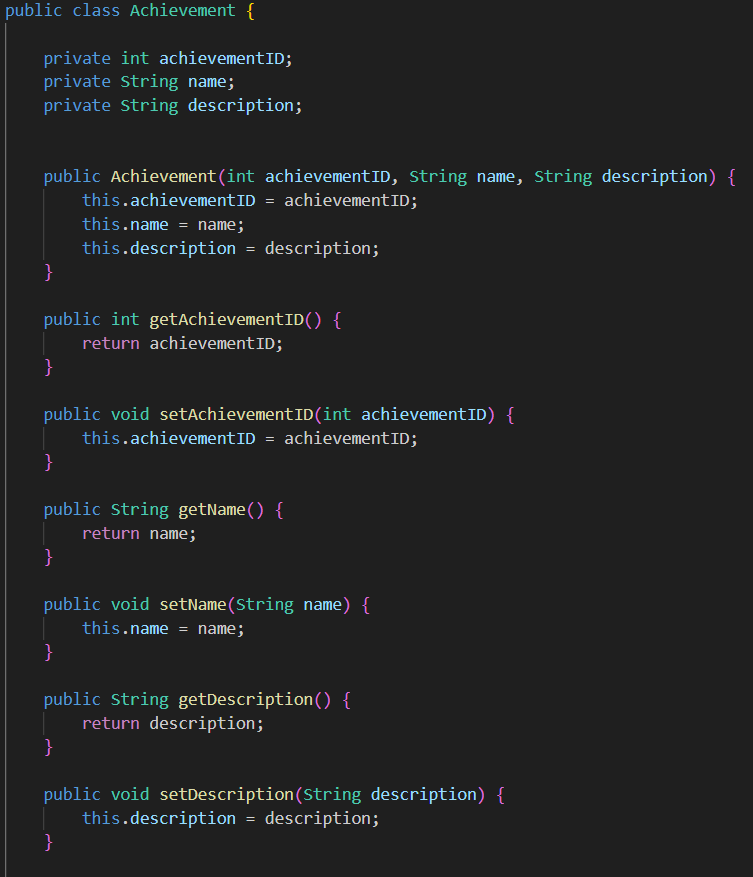 public class Achievement {
private int achievementID;
private String name;
private String description;
public Achievement(int achievementID, String name, String description) {
this.achievementID = achievementID;
this.name = name;
this.description = description;
}
public int getAchievementID() {
return achievementID;
}
public void setAchievementID(int achievementID) {
this.achievementID = achievementID;
}
public String getName() {
return name;
}
public void setName(String name) {
this.name = name;
}
public String getDescription() {
return description;
}
public void setDescription(String description) {
this.description = description;
}